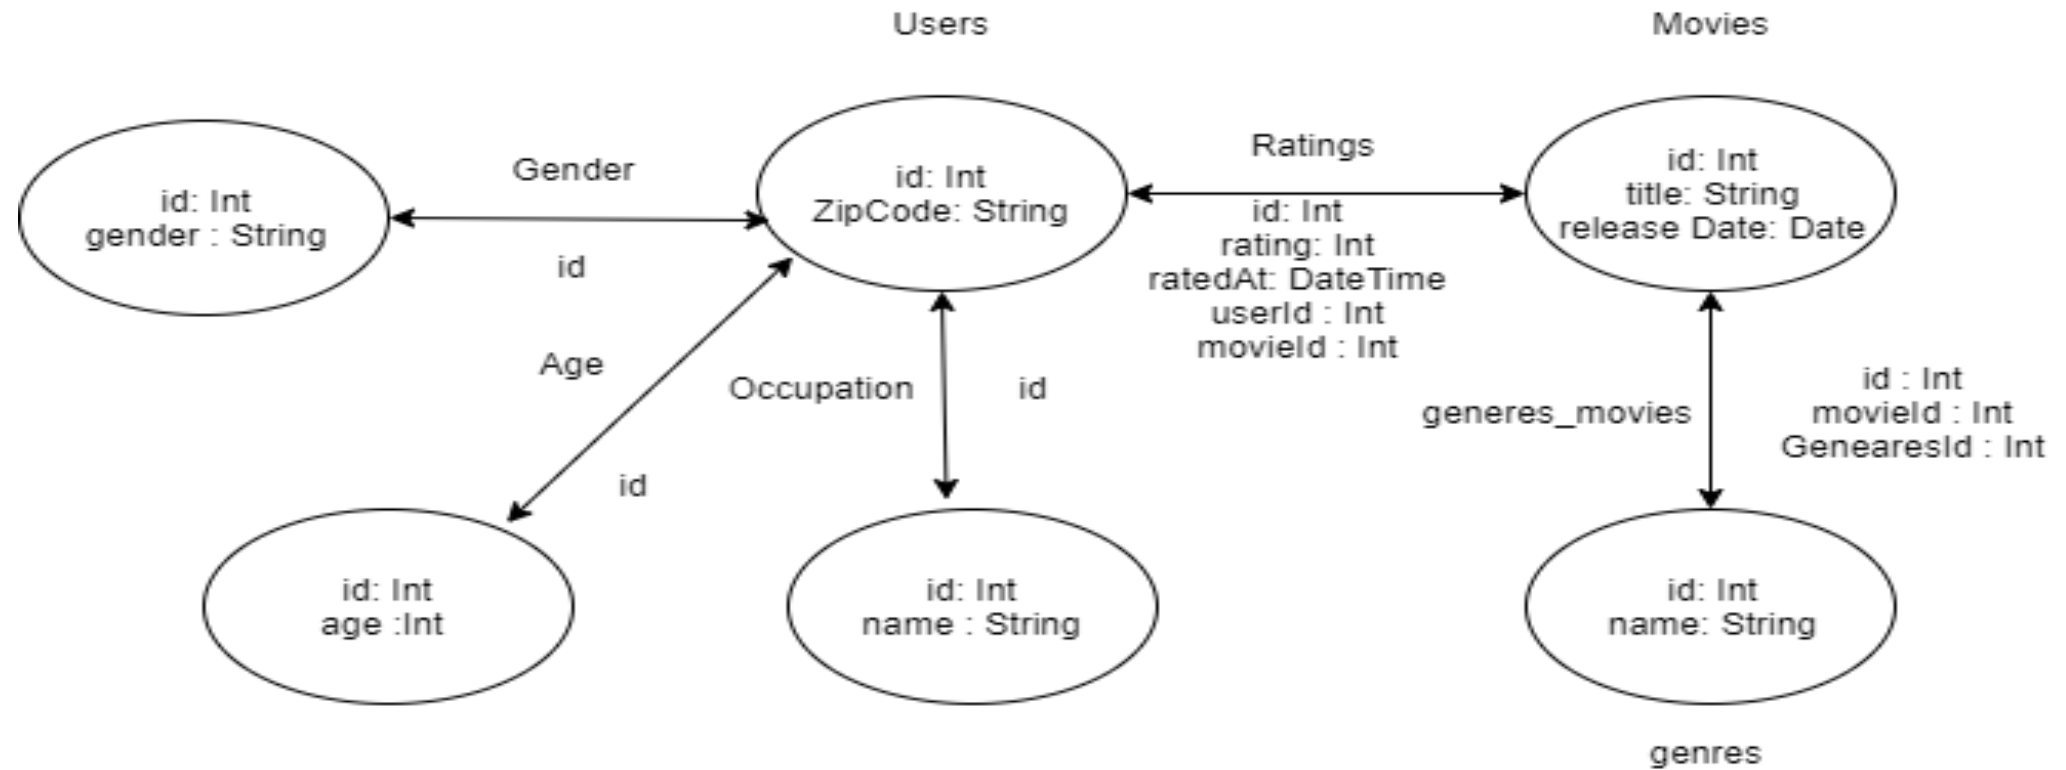 Users
Movies
id: Int
gender : String
Gender
id
id: Int
ZipCode: String
Ratings
id: Int
rating: Int
ratedAt: DateTime
userId : Int
movieId : Int
id: Int
title: String
release Date: Date
Age
id
Occupation
id
generes_movies
id : Int
movieId : Int
GenearesId : Int
id: Int
age :Int
id: Int
name : String
id: Int
name: String
genres